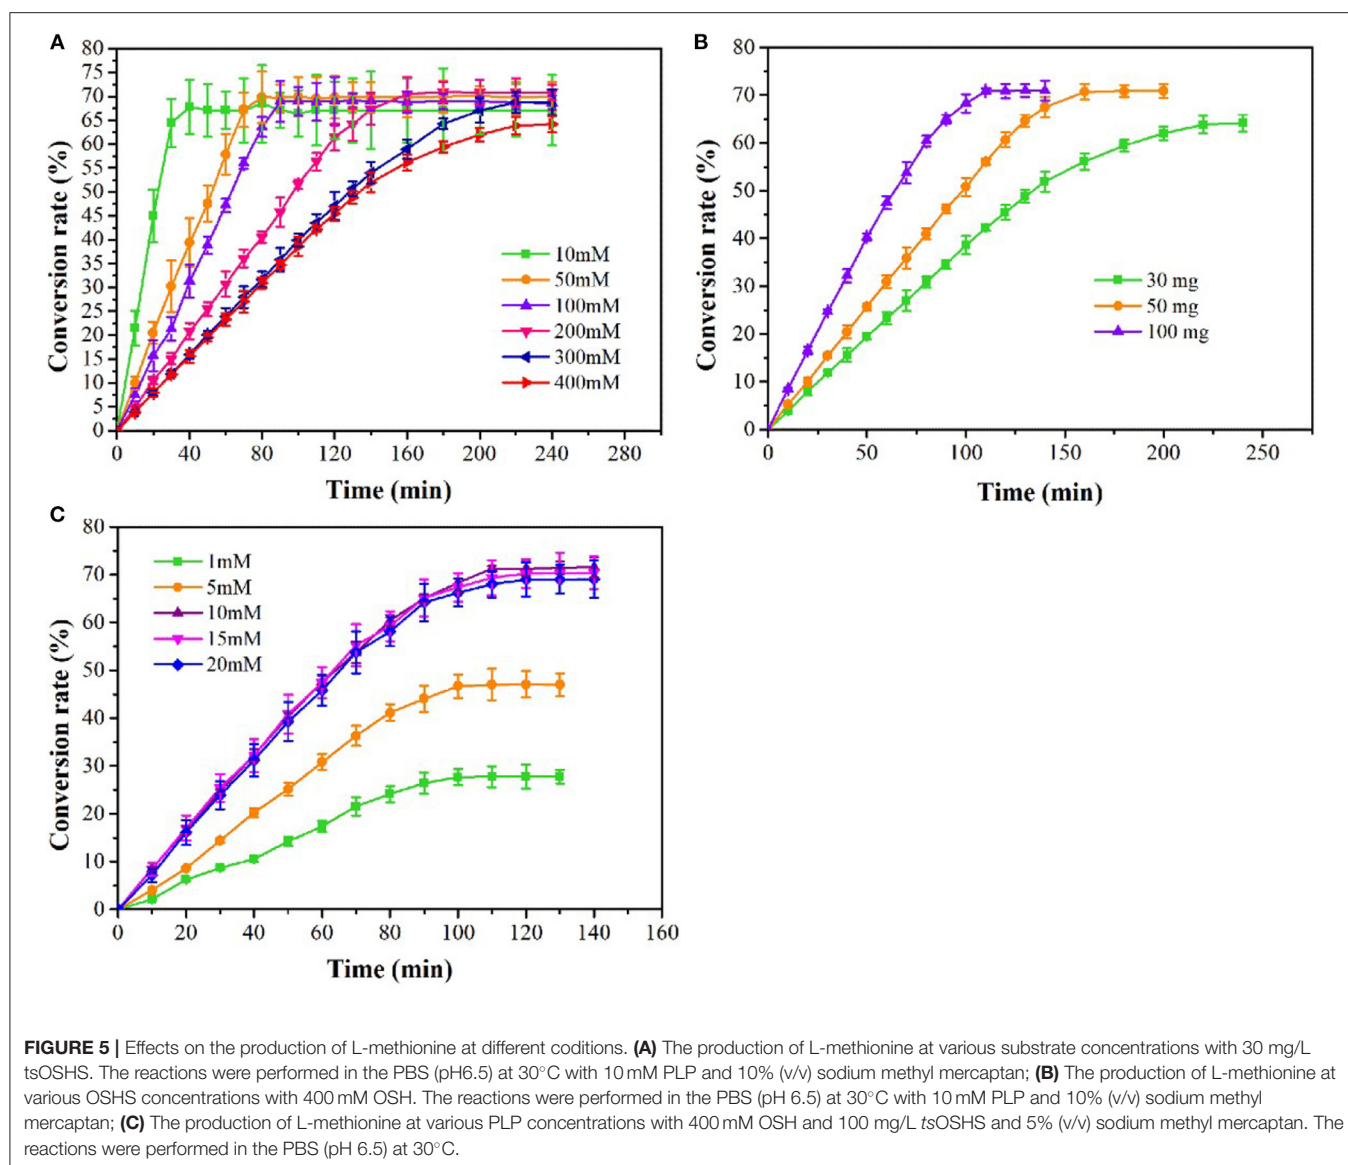 A
Conversion rate (%)
80
75
70
65
60
55
50
45
40
35
30
25
20
15
10
5
0
0 40 80 120 160 200 240 280
Time (min)
10mM
50mM
100mM
200mM
300mM
400mM
B
Conversion rate (%)
80
70
60
50
40
30
20
10
0
0 50 100 150 200 250
Time (min)
30 mg
50 mg
100 mg
C
Conversion rate (%)
80
70
60
50
40
30
20
10
0
0 20 40 60 80 100 120 140 160
Time (min)
1mM
5mM
10mM
15mM
20mM
FIGURE 5 | Effects on the production of L-methionine at different coditions. (A) The production of L-methionine at various substrate concentrations with 30 mg/L
tsOSHS. The reactions were performed in the PBS (pH6.5) at 30°C with 10 mM PLP and 10% (v/v) sodium methyl mercaptan; (B) The production of L-methionine at
various OSHS concentrations with 400 mM OSH. The reactions were performed in the PBS (pH 6.5) at 30°C with 10 mM PLP and 10% (v/v) sodium methyl
mercaptan; (C) The production of L-methionine at various PLP concentrations with 400 mM OSH and 100 mg/L tsOSHS and 5% (v/v) sodium methyl mercaptan. The
reactions were performed in the PBS (pH 6.5) at 30°C.